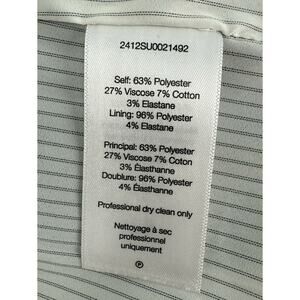 2412SU0021492
Self: 63% Polyester
27% Viscose 7% Cotton
3% Elastane
Lining: 96% Polyester
4% Elastane
Principal: 63% Polyester
27% Viscose 7% Coton
3% Élasthanne
Doublure: 96% Polyester
4% Élasthanne
Professional dry clean only
Nettoyage à sec
professionnel
uniquement
P